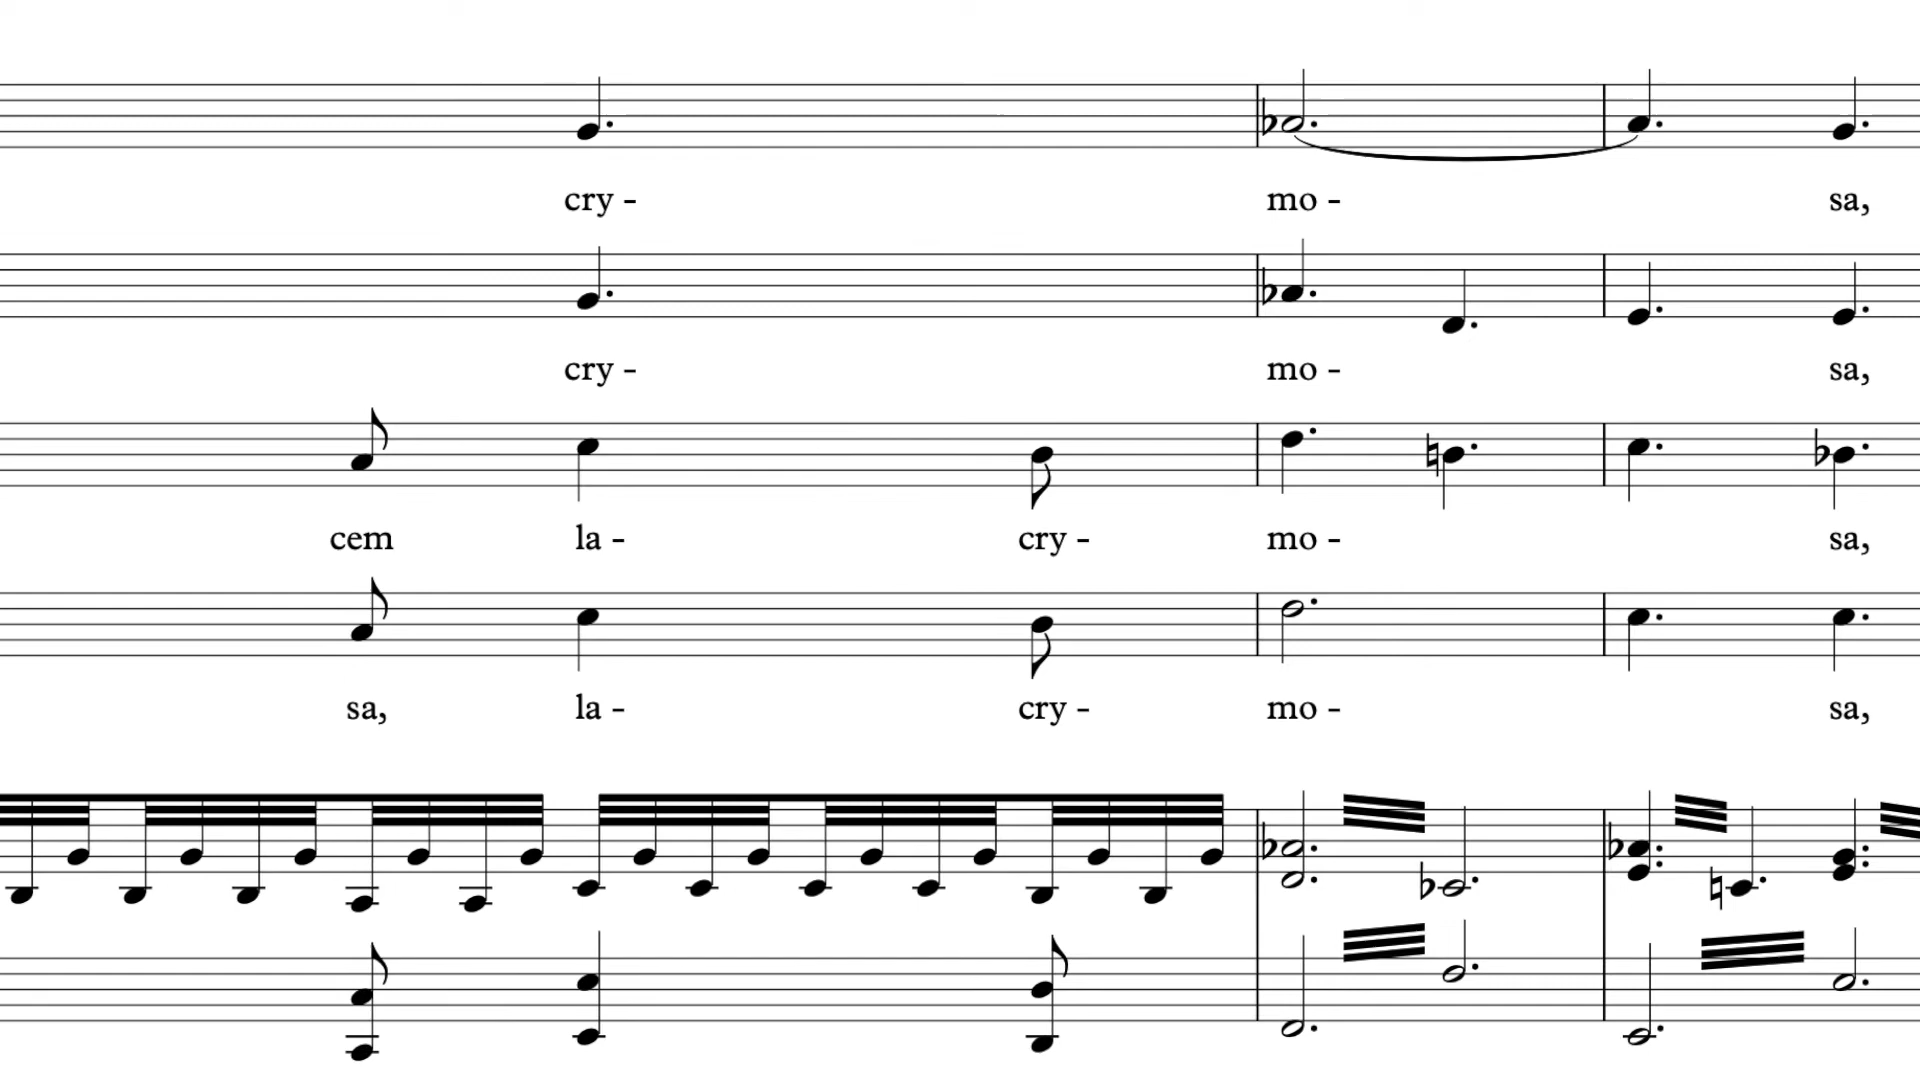 cry - mo - sa,
cry - mo - sa,
cem la - cry - mo - sa,
sa, la - cry - mo - sa,